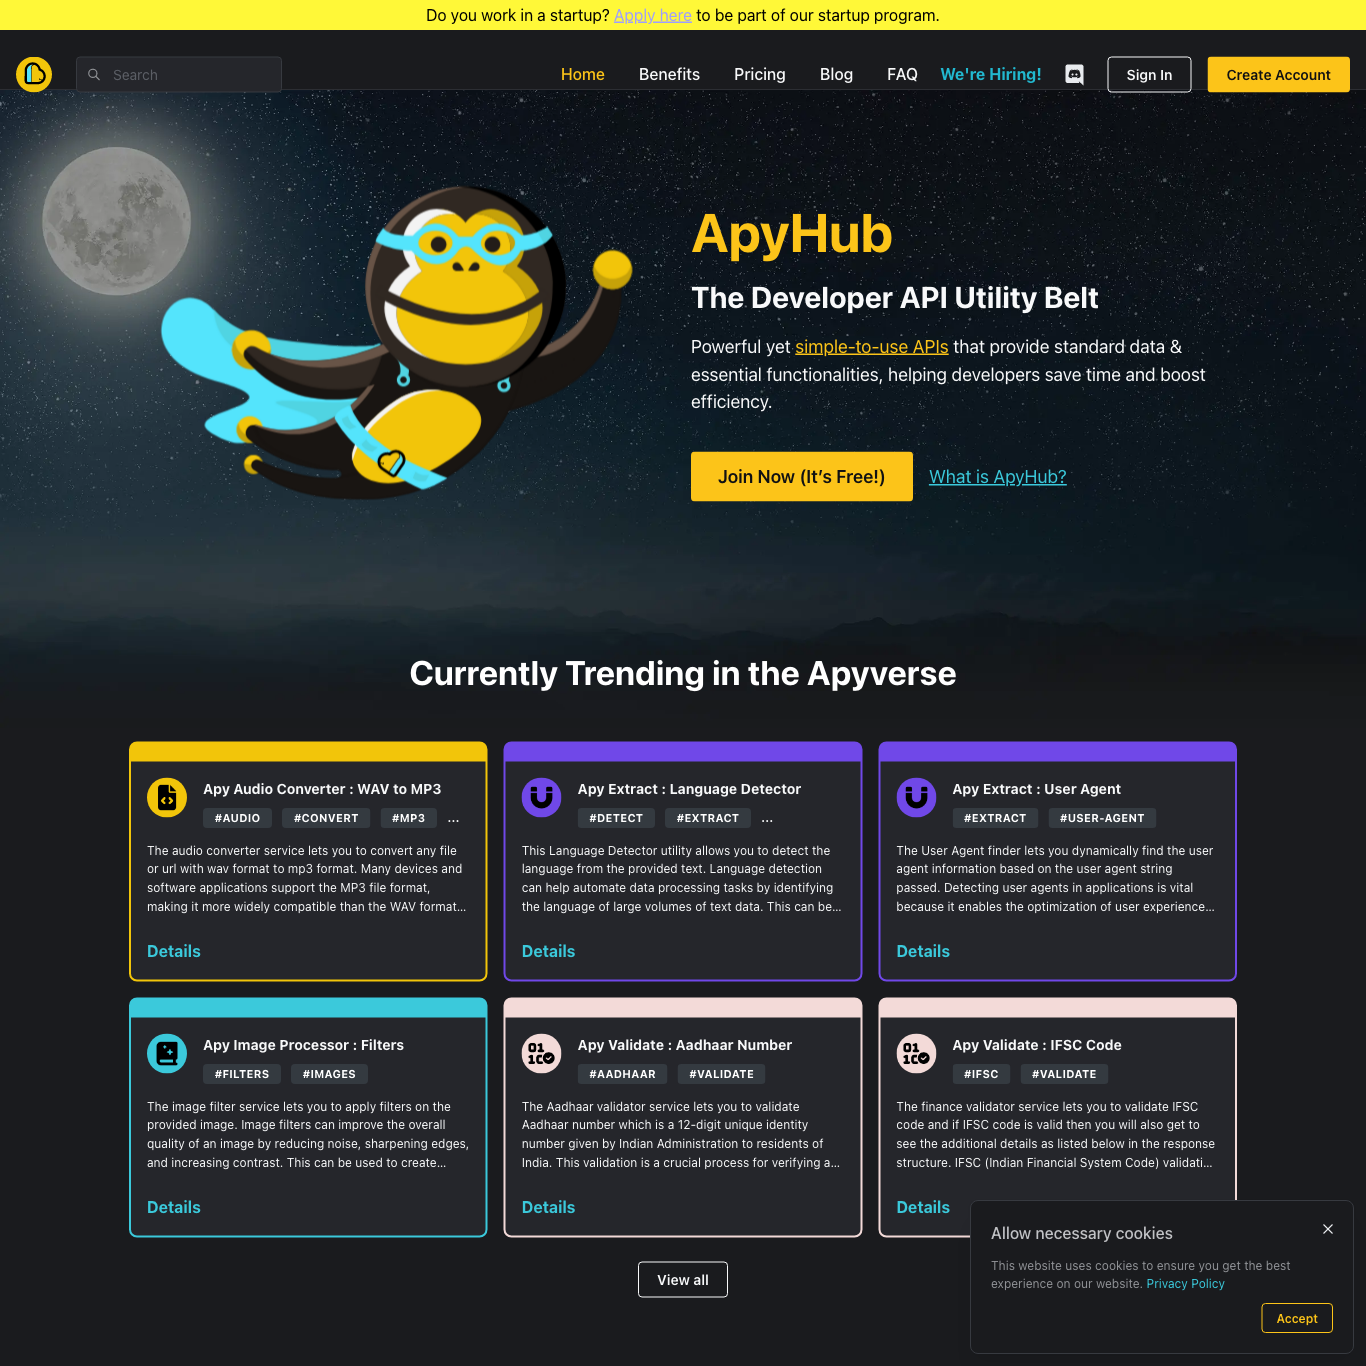 Do you work in a startup? Apply here to be part of our startup program.
Search
Home
Benefits
Pricing
Blog
FAQ
We're Hiring!
Sign In
Create Account
ApyHub
The Developer API Utility Belt
Powerful yet simple-to-use APIs that provide standard data &
essential functionalities, helping developers save time and boost
efficiency.
Join Now (It’s Free!)
What is ApyHub?
Currently Trending in the Apyverse
Apy Audio Converter : WAV to MP3
#AUDIO #CONVERT #MP3 ...
The audio converter service lets you to convert any file
or url with wav format to mp3 format. Many devices and
software applications support the MP3 file format,
making it more widely compatible than the WAV format...
Details
Apy Extract : Language Detector
#DETECT #EXTRACT ...
This Language Detector utility allows you to detect the
language from the provided text. Language detection
can help automate data processing tasks by identifying
the language of large volumes of text data. This can be...
Details
Apy Extract : User Agent
#EXTRACT #USER-AGENT
The User Agent finder lets you dynamically find the user
agent information based on the user agent string
passed. Detecting user agents in applications is vital
because it enables the optimization of user experience...
Details
Apy Image Processor : Filters
#FILTERS #IMAGES
The image filter service lets you to apply filters on the
provided image. Image filters can improve the overall
quality of an image by reducing noise, sharpening edges,
and increasing contrast. This can be used to create...
Details
01
10
Apy Validate : Aadhaar Number
#AADHAAR #VALIDATE
The Aadhaar validator service lets you to validate
Aadhaar number which is a 12-digit unique identity
number given by Indian Administration to residents of
India. This validation is a crucial process for verifying a...
Details
01
10
Apy Validate : IFSC Code
#IFSC #VALIDATE
The finance validator service lets you to validate IFSC
code and if IFSC code is valid then you will also get to
see the additional details as listed below in the response
structure. IFSC (Indian Financial System Code) validati...
Details
View all
Allow necessary cookies
This website uses cookies to ensure you get the best
experience on our website. Privacy Policy
Accept